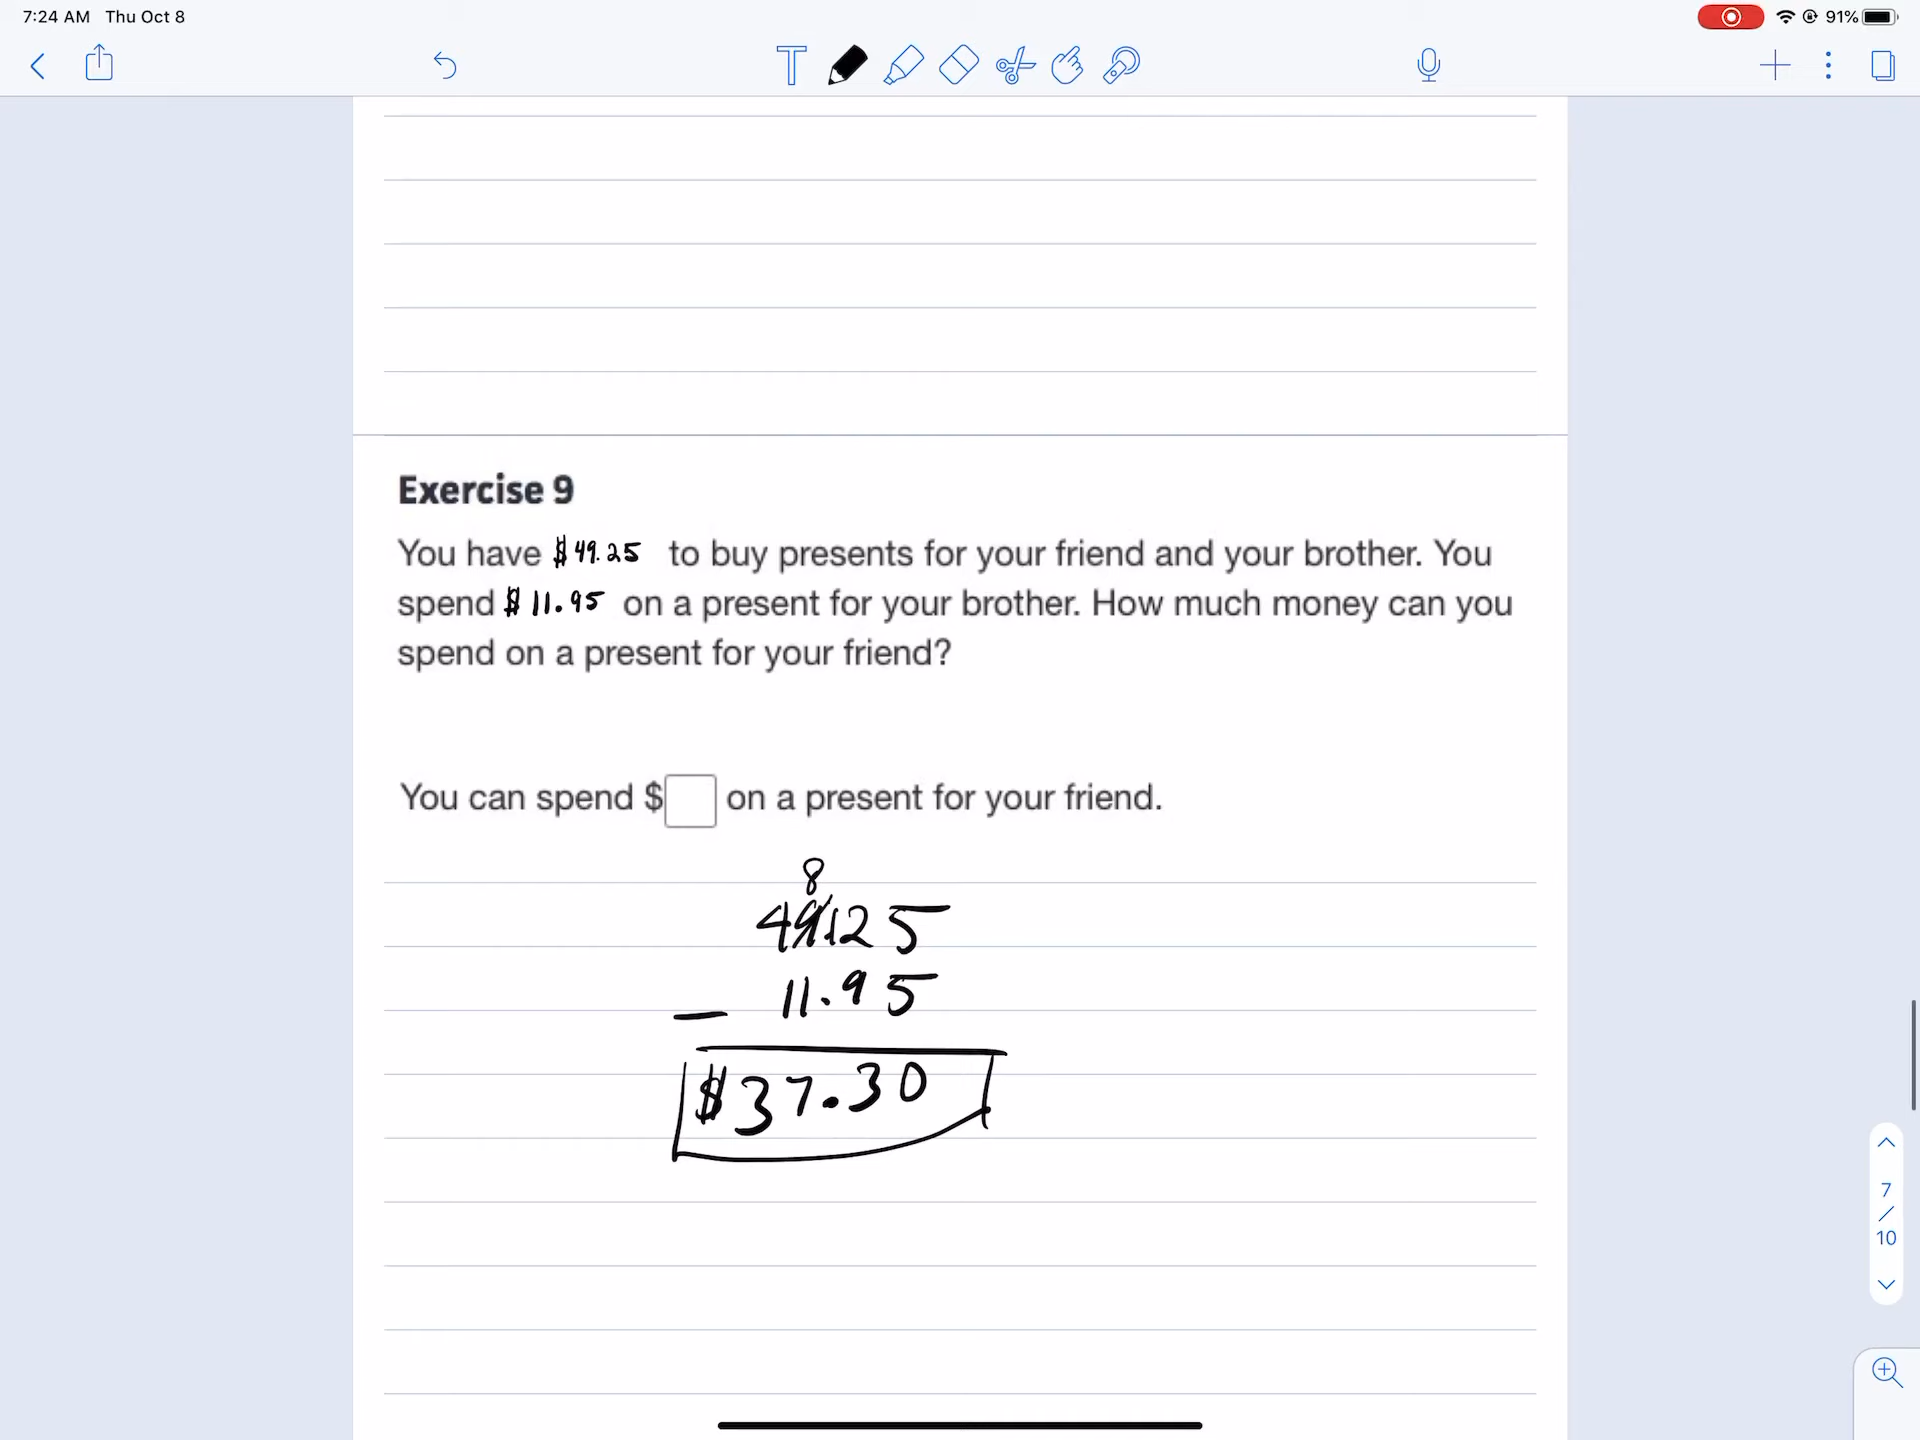 7:24 AM Thu Oct 8
91%
T
Exercise 9
You have $49.25 to buy presents for your friend and your brother. You
spend $11.95 on a present for your brother. How much money can you
spend on a present for your friend?
You can spend $ on a present for your friend.
8
49.125
- 11.95
$37.30
7
/
10